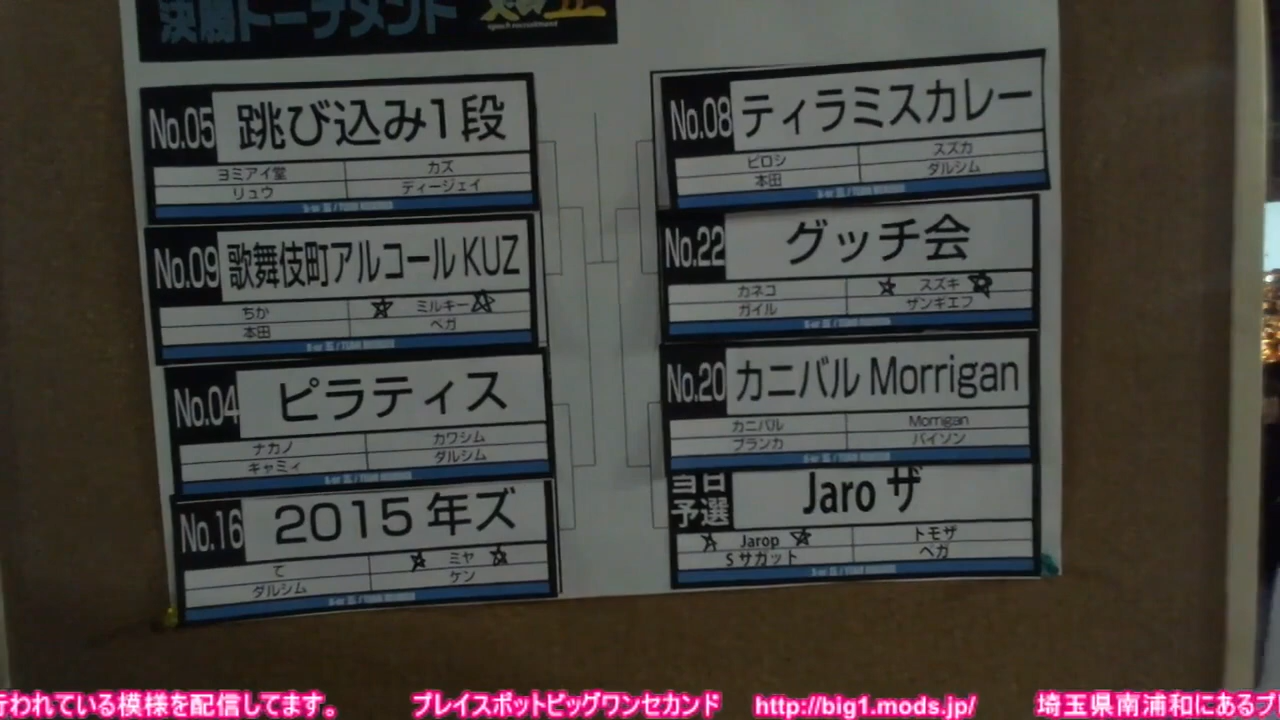 決勝トーナメント
No.05 跳び込み1段
ヨミアイ堂 カズ
リュウ ディージェイ
No.09 歌舞伎町アルコールKUZ
ちか ☆ ミルキー ☆
本田 ベガ
No.04 ピラティス
ナカノ カワシム
キャミィ ダルシム
No.16 2015年ズ
て ☆ ミヤ ☆
ダルシム ケン
No.08 ティラミスカレー
ピロシ スズカ
本田 ダルシム
No.22 グッチ会
カネコ ☆ スズキ ☆
ガイル ザンギエフ
No.20 カニバル Morrigan
カニバル Morrigan
ブランカ バイソン
当日予選 Jaro ザ
☆ Jarop ☆ トモザ
S サガット ベガ
行われている模様を配信してます。 プレイスポットビッグワンセカンド http://big1.mods.jp/ 埼玉県南浦和にあるプ